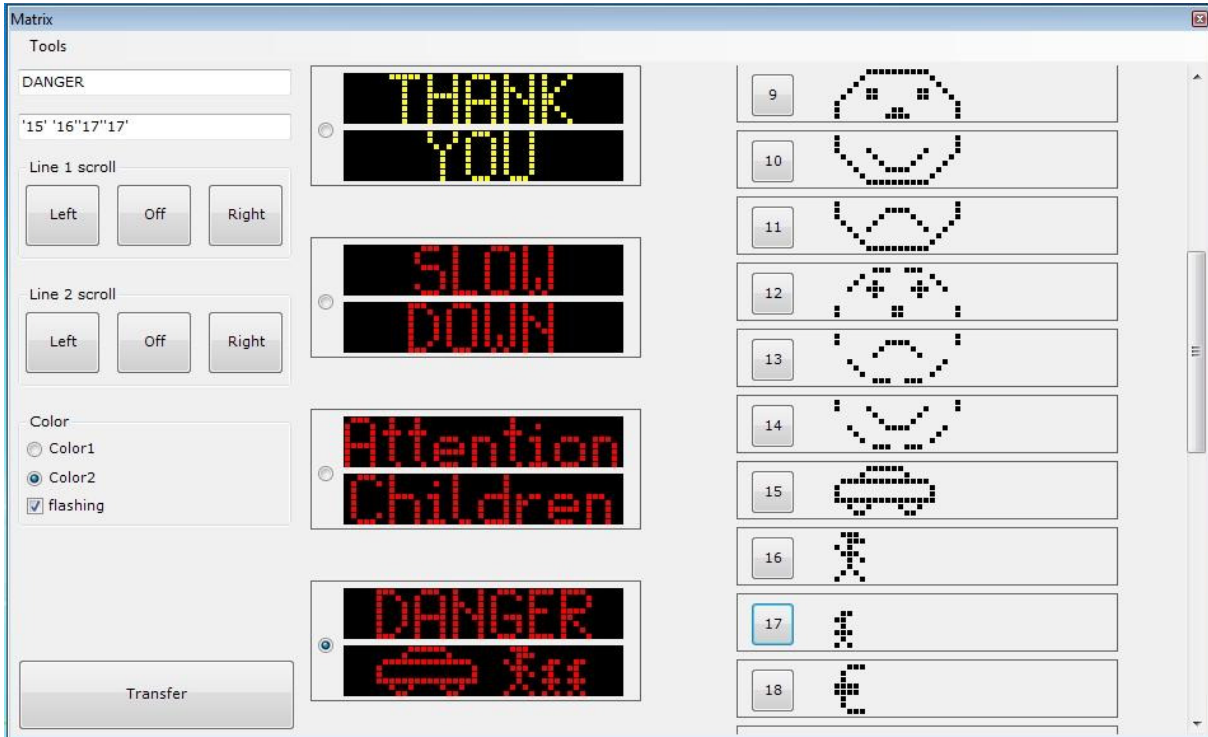 Matrix
Tools
DANGER
'15' '16''17''17'
Line 1 scroll
Left Off Right
Line 2 scroll
Left Off Right
Color
Color1
Color2
flashing
Transfer
THANK
YOU
SLOW
DOWN
Attention
Children
DANGER
9
10
11
12
13
14
15
16
17
18